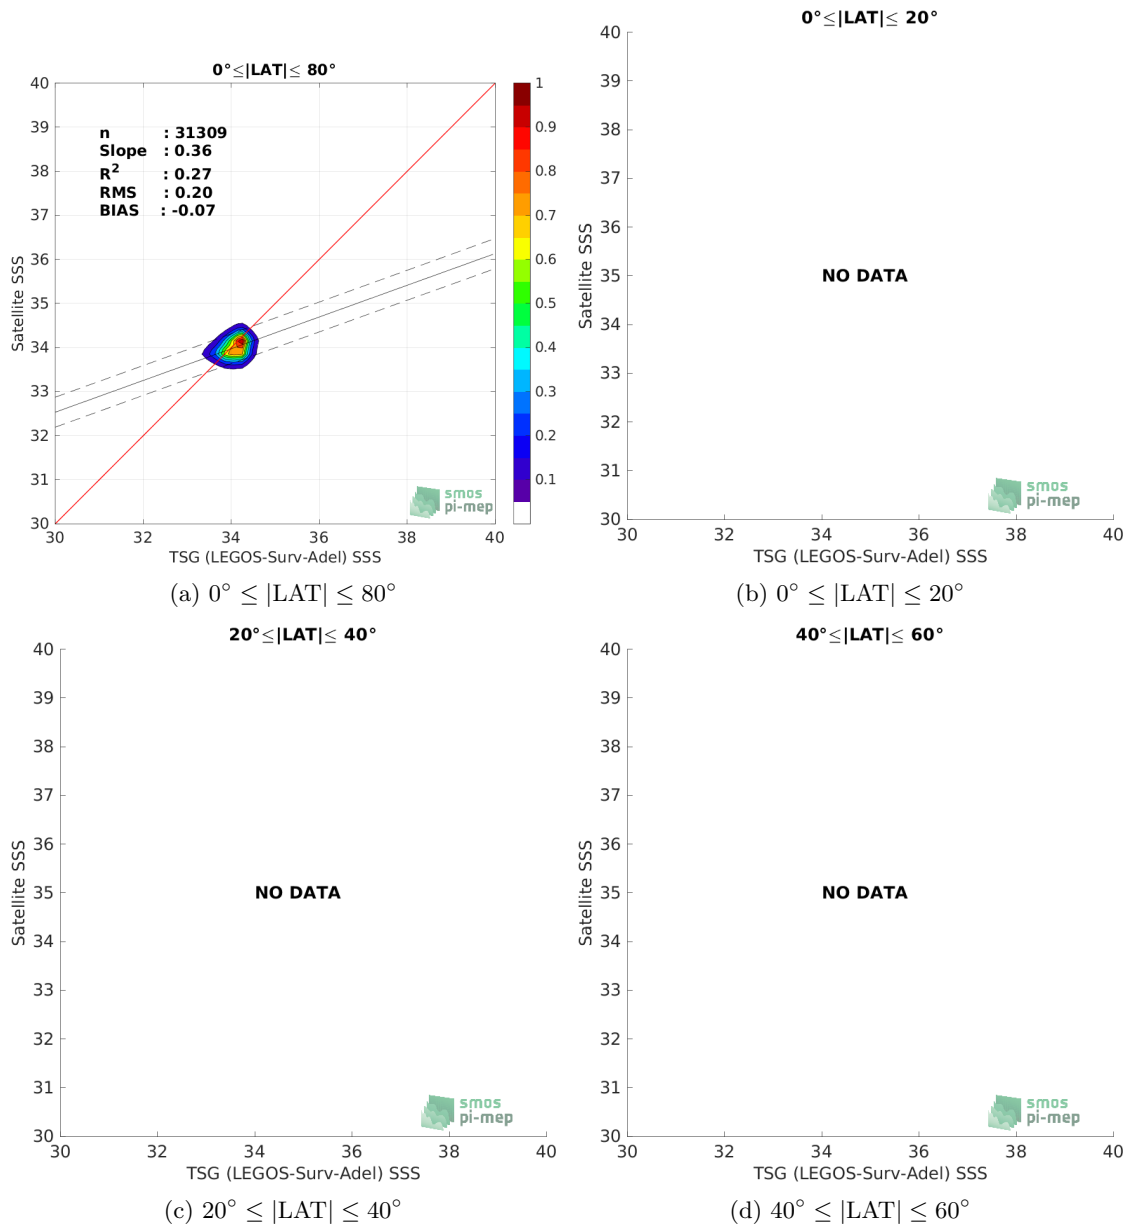 0°≤|LAT|≤ 80°
40
39
38
37
36
35
34
33
32
31
30
n : 31309
Slope : 0.36
R² : 0.27
RMS : 0.20
BIAS : -0.07
1
0.9
0.8
0.7
0.6
0.5
0.4
0.3
0.2
0.1
Satellite SSS
smos
pi-mep
30 32 34 36 38 40
TSG (LEGOS-Surv-Adel) SSS
(a) 0° ≤ |LAT| ≤ 80°
0°≤|LAT|≤ 20°
40
39
38
37
36
35
34
33
32
31
30
Satellite SSS
NO DATA
smos
pi-mep
30 32 34 36 38 40
TSG (LEGOS-Surv-Adel) SSS
(b) 0° ≤ |LAT| ≤ 20°
20°≤|LAT|≤ 40°
40
39
38
37
36
35
34
33
32
31
30
Satellite SSS
NO DATA
smos
pi-mep
30 32 34 36 38 40
TSG (LEGOS-Surv-Adel) SSS
(c) 20° ≤ |LAT| ≤ 40°
40°≤|LAT|≤ 60°
40
39
38
37
36
35
34
33
32
31
30
Satellite SSS
NO DATA
smos
pi-mep
30 32 34 36 38 40
TSG (LEGOS-Surv-Adel) SSS
(d) 40° ≤ |LAT| ≤ 60°